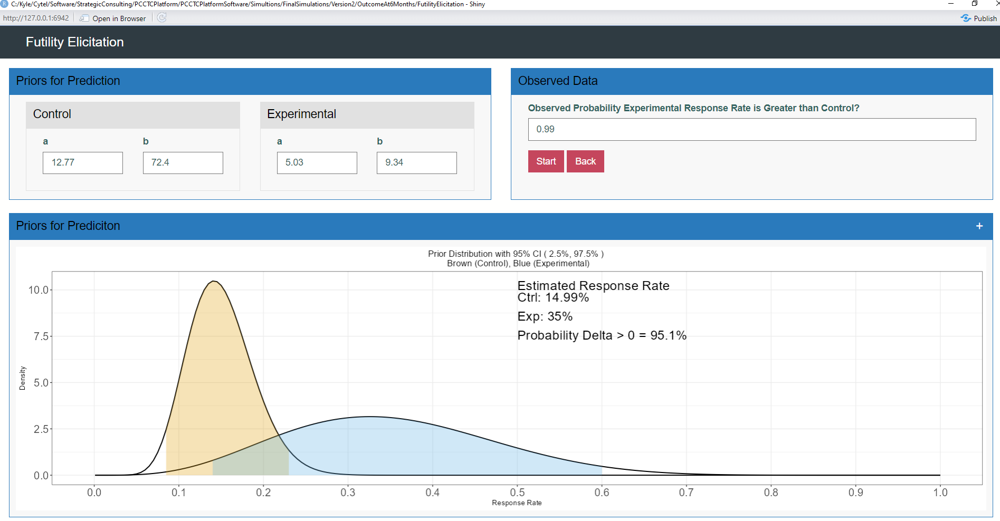 C:/Kyle/Cytel/Software/StrategicConsulting/PCCTCPlatform/PCCTCPlatformSoftware/Simultions/FinalSimulations/Version2/OutcomeAt6Months/FutilityElicitation - Shiny
http://127.0.0.1:6942 Open in Browser Publish
Futility Elicitation
Priors for Prediction
Control
a b
12.77 72.4
Experimental
a b
5.03 9.34
Observed Data
Observed Probability Experimental Response Rate is Greater than Control?
0.99
Start Back
Priors for Prediciton +
Prior Distribution with 95% CI ( 2.5%, 97.5% )
Brown (Control), Blue (Experimental)
Estimated Response Rate
Ctrl: 14.99%
Exp: 35%
Probability Delta > 0 = 95.1%
Density
10.0
7.5
5.0
2.5
0.0
0.0 0.1 0.2 0.3 0.4 0.5 0.6 0.7 0.8 0.9 1.0
Response Rate